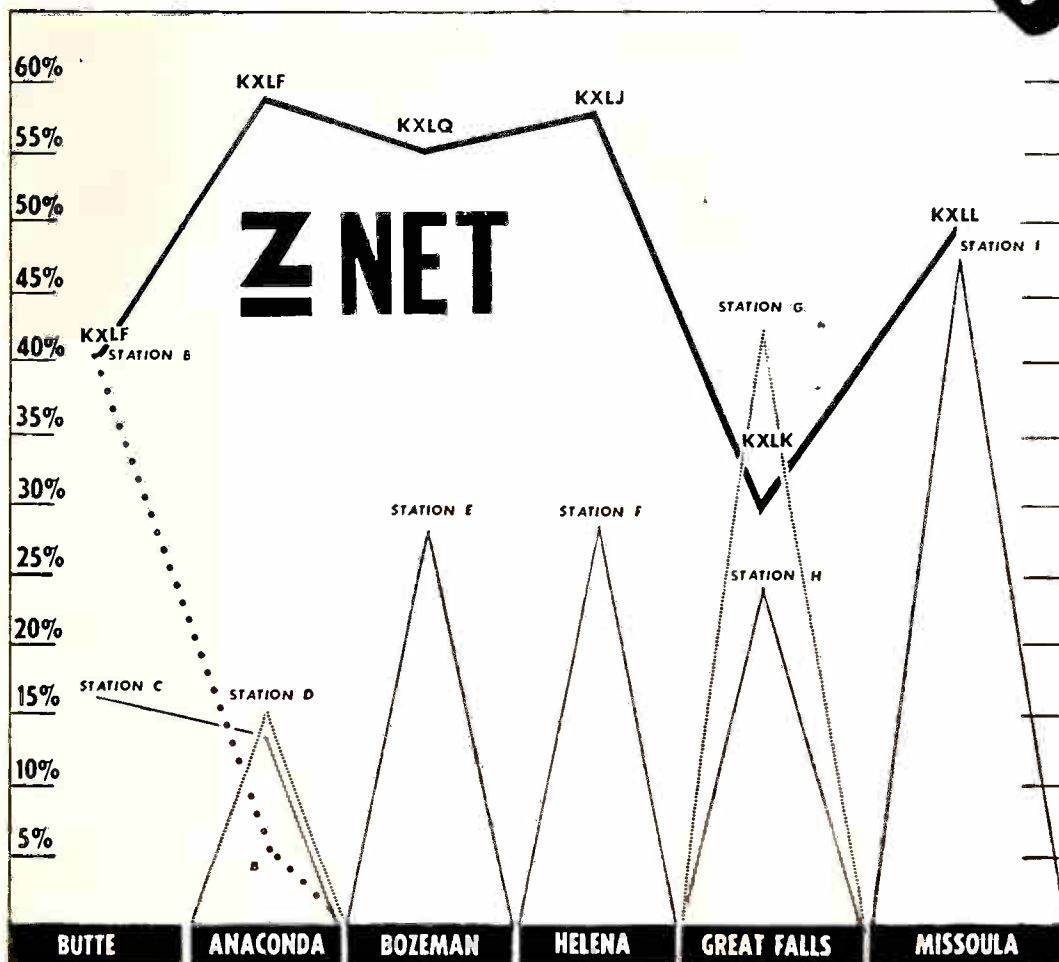 60%
KXLF
KXLJ
KXLQ
55%
50%
Z NET
KXLL
STATION I
45%
STATION G
KXLF
STATION B
40%
35%
KXLK
30%
STATION E
STATION F
25%
STATION H
20%
STATION C
STATION D
15%
10%
5%
B
BUTTE
ANACONDA
BOZEMAN
HELENA
GREAT FALLS
MISSOULA